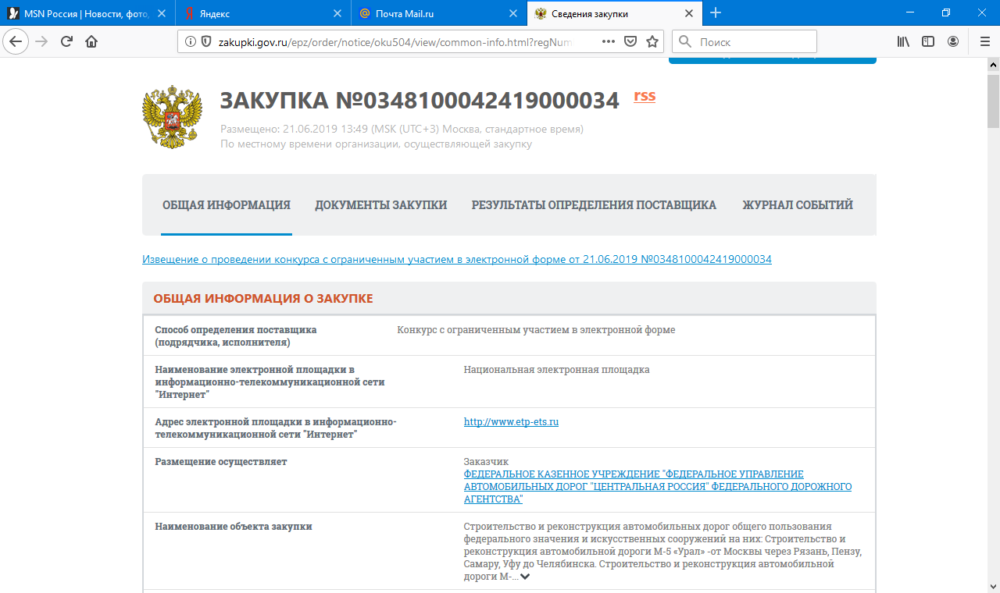 MSN Россия | Новости, фото,
Яндекс
Почта Mail.ru
Сведения закупки
zakupki.gov.ru/epz/order/notice/oku504/view/common-info.html?regNum
Поиск
ЗАКУПКА №0348100042419000034
rss
Размещено: 21.06.2019 13:49 (MSK (UTC+3) Москва, стандартное время)
По местному времени организации, осуществляющей закупку
ОБЩАЯ ИНФОРМАЦИЯ
ДОКУМЕНТЫ ЗАКУПКИ
РЕЗУЛЬТАТЫ ОПРЕДЕЛЕНИЯ ПОСТАВЩИКА
ЖУРНАЛ СОБЫТИЙ
Извещение о проведении конкурса с ограниченным участием в электронной форме от 21.06.2019 №0348100042419000034
ОБЩАЯ ИНФОРМАЦИЯ О ЗАКУПКЕ
Способ определения поставщика
(подрядчика, исполнителя)
Конкурс с ограниченным участием в электронной форме
Наименование электронной площадки в
информационно-телекоммуникационной сети
"Интернет"
Национальная электронная площадка
Адрес электронной площадки в информационно-
телекоммуникационной сети "Интернет"
http://www.etp-ets.ru
Размещение осуществляет
Заказчик
ФЕДЕРАЛЬНОЕ КАЗЕННОЕ УЧРЕЖДЕНИЕ "ФЕДЕРАЛЬНОЕ УПРАВЛЕНИЕ
АВТОМОБИЛЬНЫХ ДОРОГ "ЦЕНТРАЛЬНАЯ РОССИЯ" ФЕДЕРАЛЬНОГО ДОРОЖНОГО
АГЕНТСТВА"
Наименование объекта закупки
Строительство и реконструкция автомобильных дорог общего пользования
федерального значения и искусственных сооружений на них: Строительство и
реконструкция автомобильной дороги М-5 «Урал» -от Москвы через Рязань, Пензу,
Самару, Уфу до Челябинска. Строительство и реконструкция автомобильной
дороги М-...